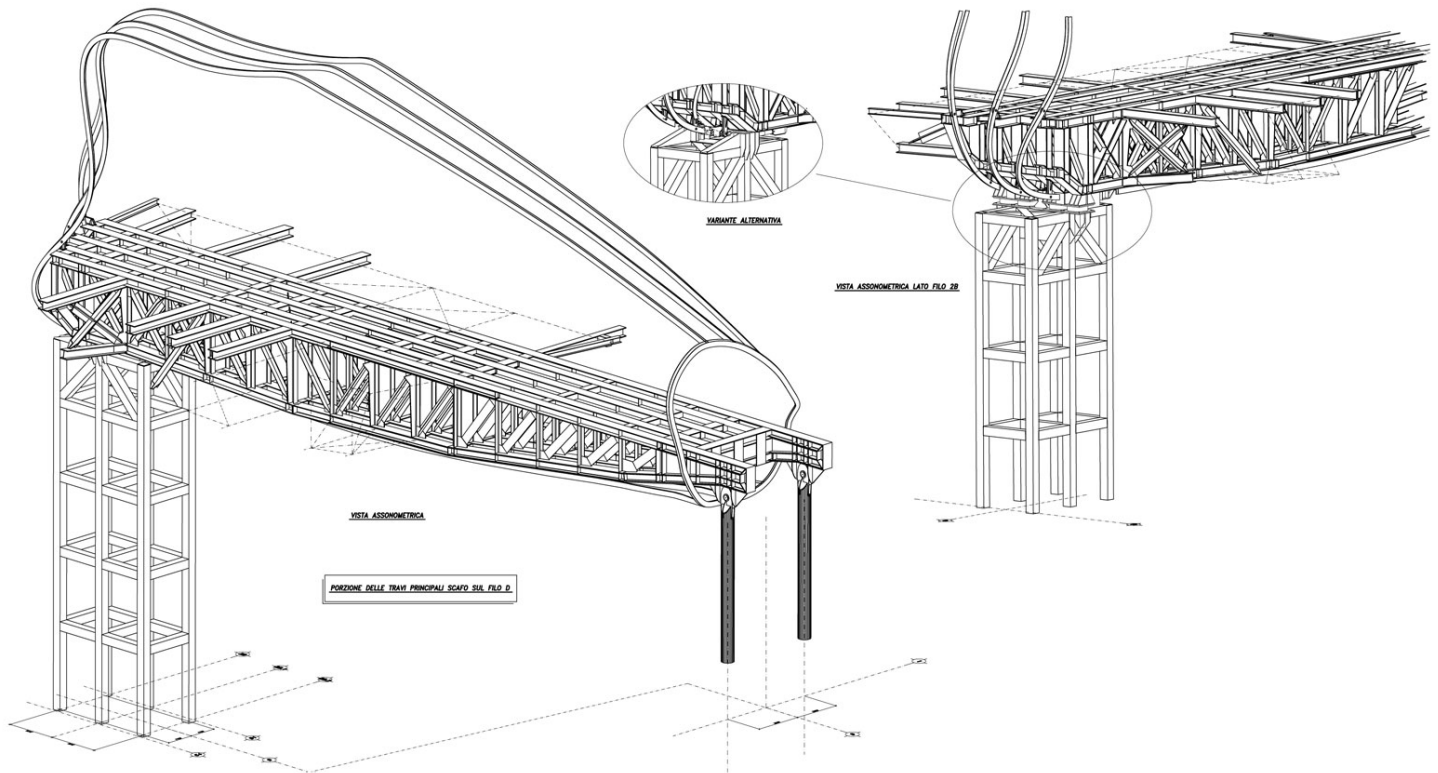 VARIANTE ALTERNATIVA
VISTA ASSONOMETRICA LATO FILO 2B
VISTA ASSONOMETRICA
PORZIONE DELLE TRAVI PRINCIPALI SCAFO SUL FILO D